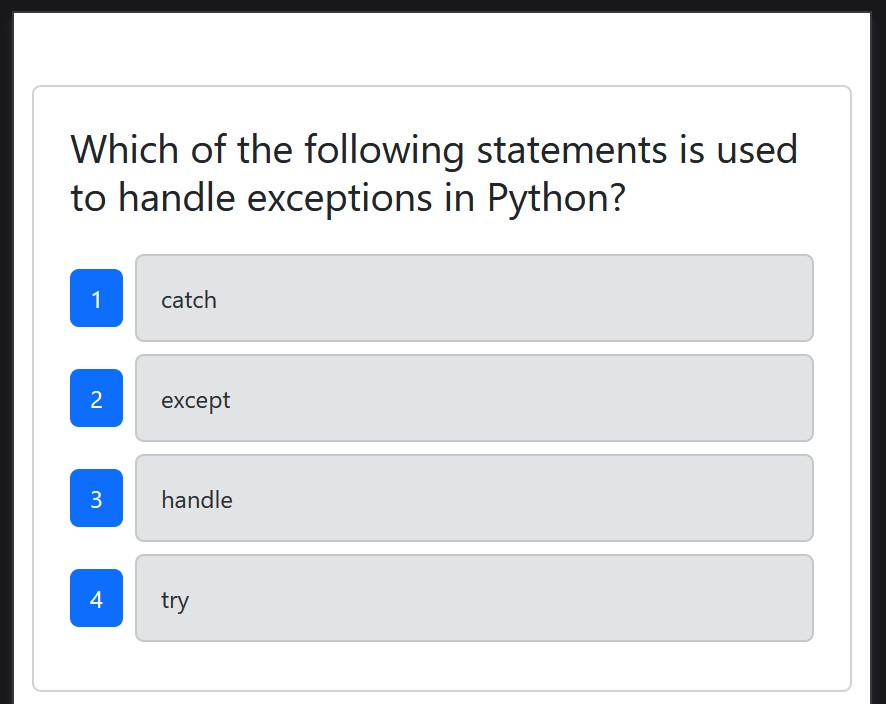 Which of the following statements is used
to handle exceptions in Python?
1 catch
2 except
3 handle
4 try